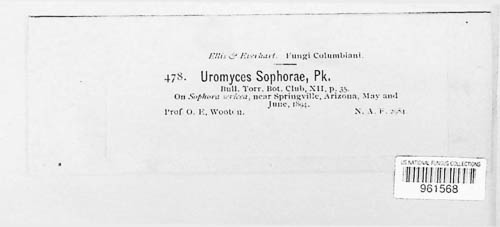 Ellis & Everhart. Fungi Columbiani.
478. Uromyces Sophorae, Pk.
Bull. Torr. Bot. Club, XII, p. 35.
On Sophora sericea, near Springville, Arizona, May and
June, 1894.
Prof. O. E. Wooton. N. A. F. 2981.
US NATIONAL FUNGUS COLLECTIONS
961568